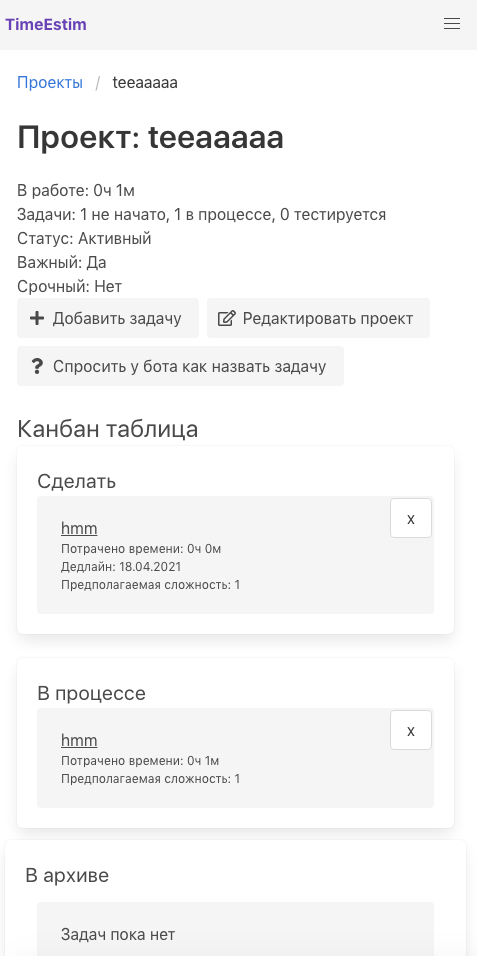 TimeEstim
Проекты / teeaaaaa
Проект: teeaaaaa
В работе: 0ч 1м
Задачи: 1 не начато, 1 в процессе, 0 тестируется
Статус: Активный
Важный: Да
Срочный: Нет
Добавить задачу Редактировать проект
? Спросить у бота как назвать задачу
Канбан таблица
Сделать
hmm x
Потрачено времени: 0ч 0м
Дедлайн: 18.04.2021
Предполагаемая сложность: 1
В процессе
hmm x
Потрачено времени: 0ч 1м
Предполагаемая сложность: 1
В архиве
Задач пока нет